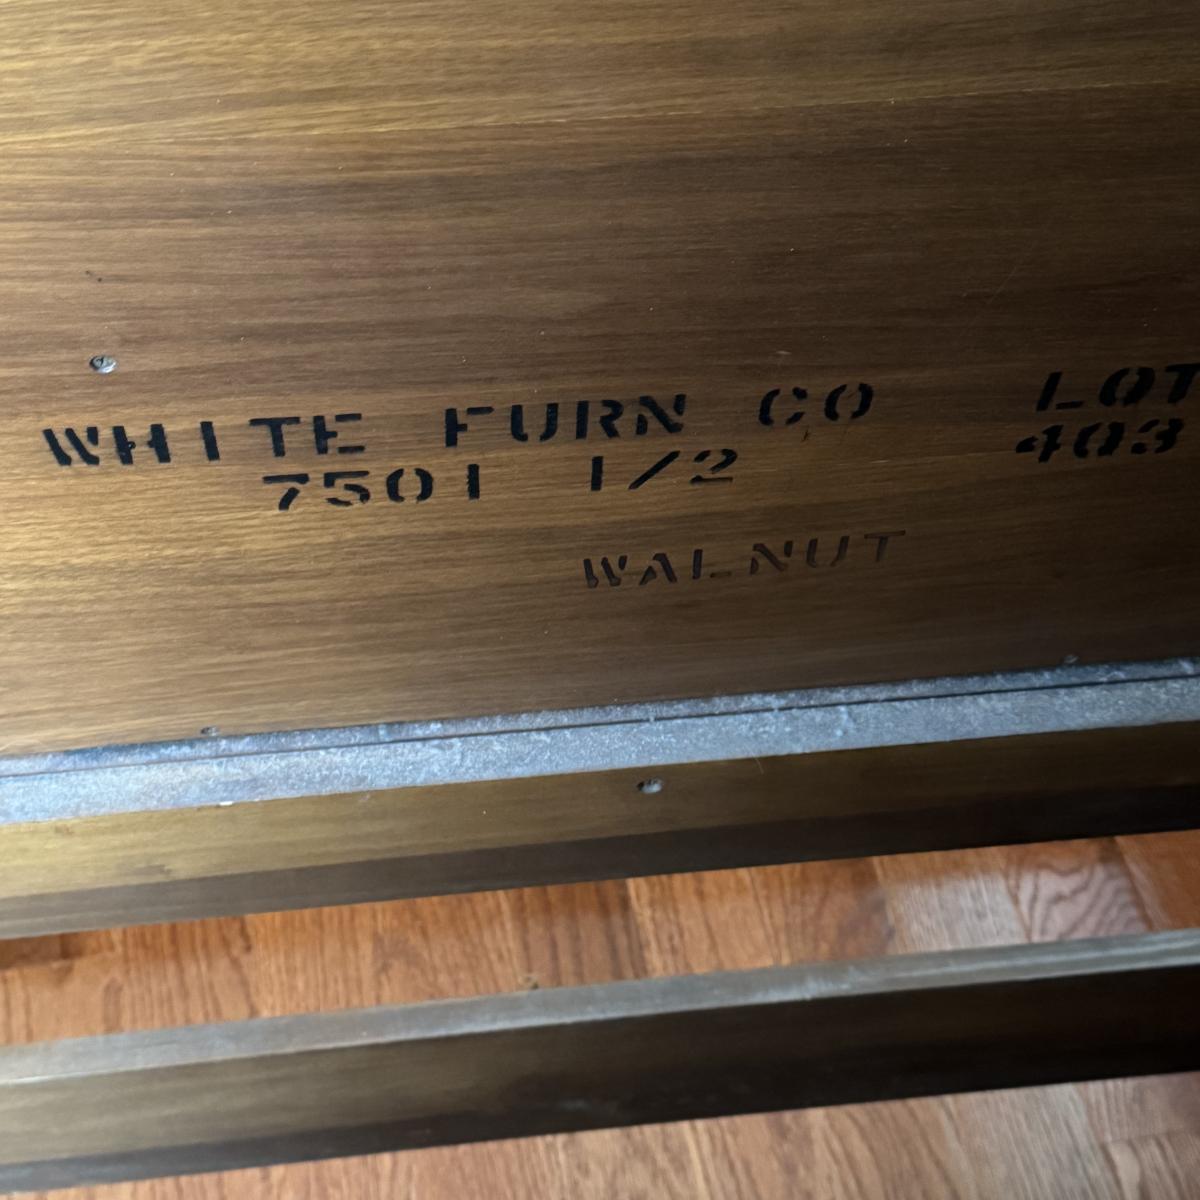 WHITE FURN CO LOT
7501 1/2 403
WALNUT